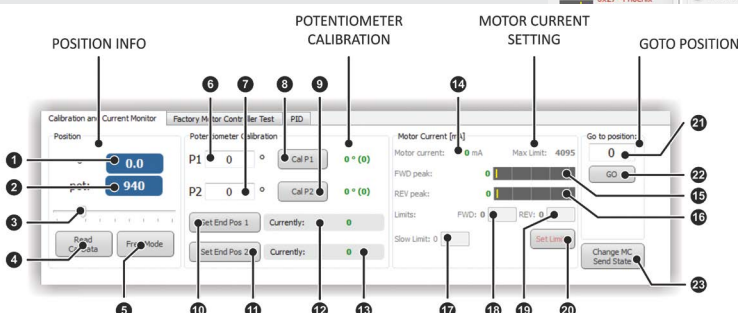 POTENTIOMETER
CALIBRATION
MOTOR CURRENT
SETTING
POSITION INFO
GOTO POSITION
6
7
8
9
14
21
Calibration and Current Monitor
Factory Motor Controller Test
PID
Position
Potentiometer Calibration
Motor Current [mA]
Go to position:
1
0.0
P1
0
°
Cal P1
0 ° (0)
Motor current:
0 mA
Max Limit: 4095
0
2
pot:
940
P2
0
°
Cal P2
0 ° (0)
FWD peak:
0
GO
22
15
REV peak:
0
16
3
Set End Pos 1
Currently:
0
Limits:
FWD: 0
REV: 0
4
Read
Cal Data
Free Mode
Set End Pos 2
Currently:
0
Slow Limit: 0
Set Limits
Change MC
Send State
23
5
10
11
12
13
17
18
19
20